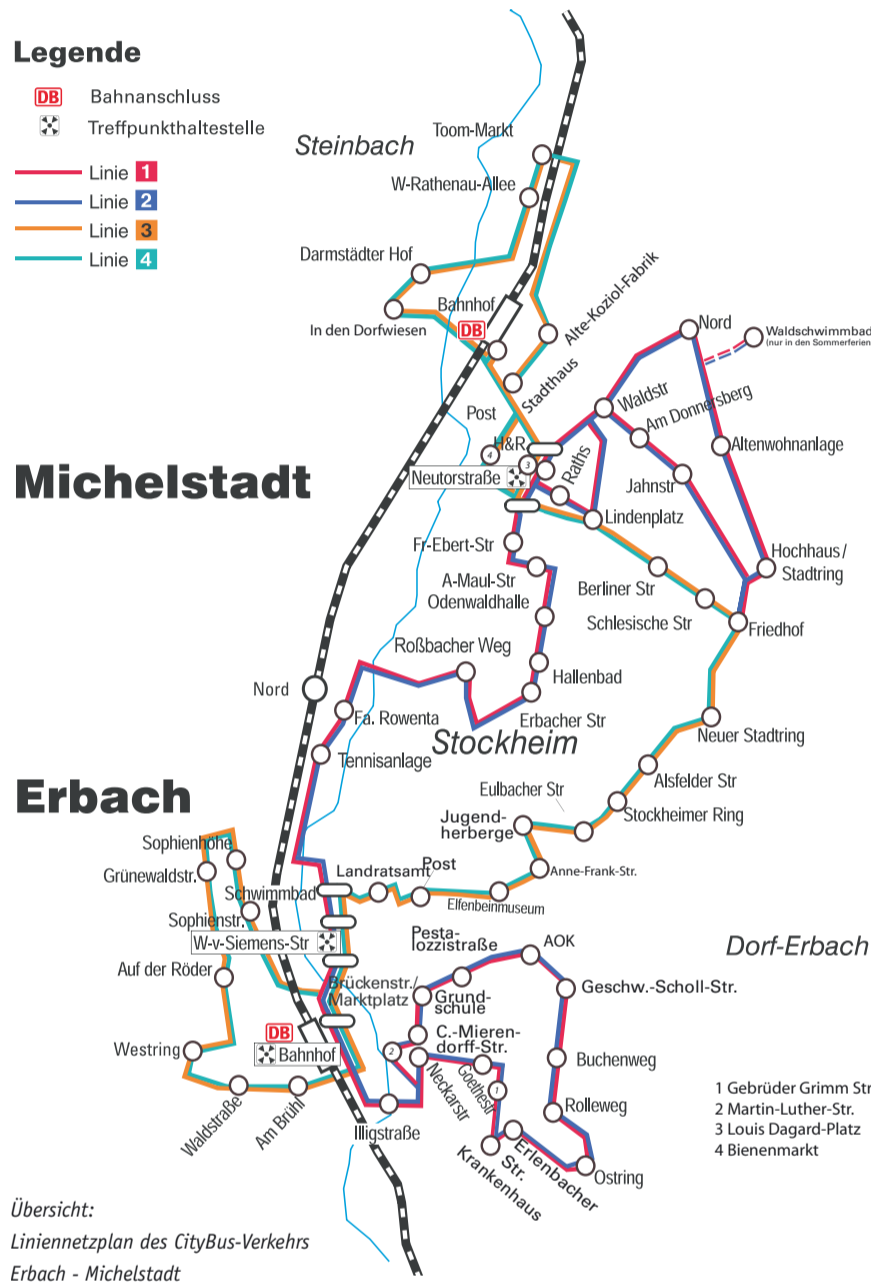 Legende
DB Bahnanschluss
Treffpunkthaltestelle
Linie 1
Linie 2
Linie 3
Linie 4
Steinbach
Toom-Markt
W-Rathenau-Allee
Darmstädter Hof
In den Dorfwiesen
Bahnhof
DB
Alte-Koziol-Fabrik
Stadthaus
Nord
Waldschwimmbad
(nur in den Sommerferien
Waldstr
Am Donnersberg
Altenwohnanlage
Post
H&R
4
3
Raths
Neutorstraße
Jahnstr
Lindenplatz
Michelstadt
Hochhaus/
Stadtring
Fr-Ebert-Str
A-Maul-Str
Odenwaldhalle
Berliner Str
Schlesische Str
Friedhof
Roßbacher Weg
Hallenbad
Erbacher Str
Nord
Fa. Rowenta
Stockheim
Neuer Stadtring
Tennisanlage
Alsfelder Str
Erbach
Eulbacher Str
Stockheimer Ring
Jugend-
herberge
Sophienhöhe
Grünewaldstr.
Schwimmbad
Landratsamt
Post
Anne-Frank-Str.
Elfenbeinmuseum
Sophienstr.
W-v-Siemens-Str
Pesta-
lozzistraße
AOK
Dorf-Erbach
Auf der Röder
Brückenstr./
Marktplatz
Grund-
schule
Geschw.-Scholl-Str.
DB
Bahnhof
C.-Mieren-
dorff-Str.
Westring
2
Neckarstr
Goethestr
1
Buchenweg
Rolleweg
Waldstraße
Am Brühl
Illigstraße
Krankenhaus
Str.
Erlenbacher
Ostring
1 Gebrüder Grimm Str
2 Martin-Luther-Str.
3 Louis Dagard-Platz
4 Bienenmarkt
Übersicht:
Liniennetzplan des CityBus-Verkehrs
Erbach - Michelstadt